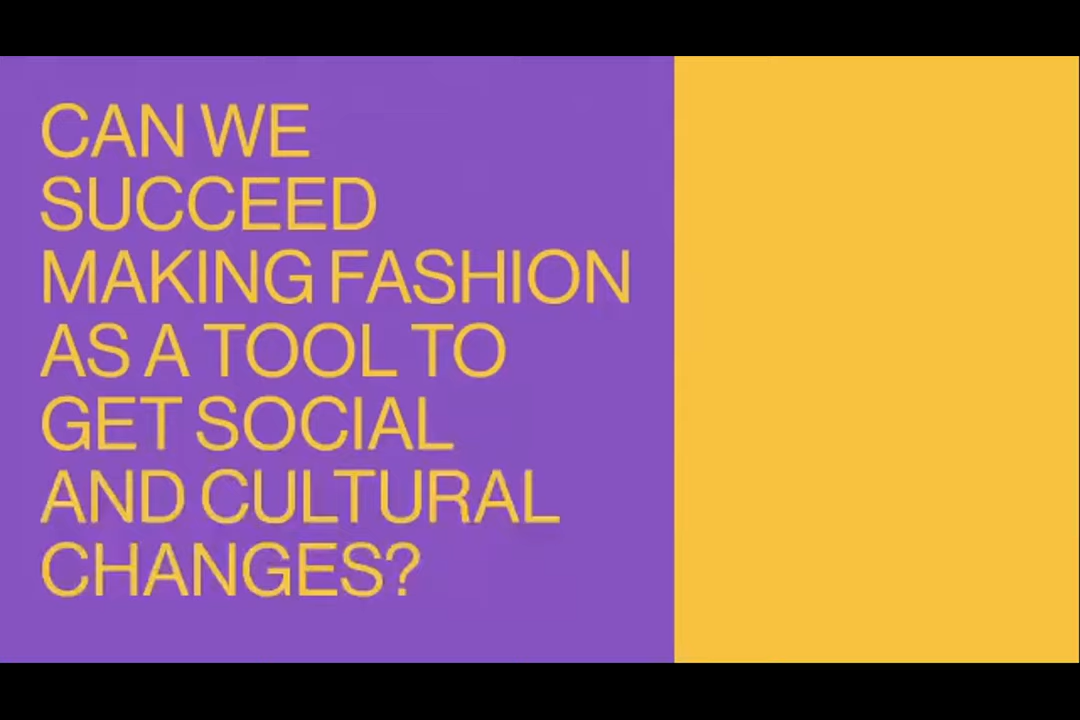 CAN WE
SUCCEED
MAKING FASHION
AS A TOOL TO
GET SOCIAL
AND CULTURAL
CHANGES?